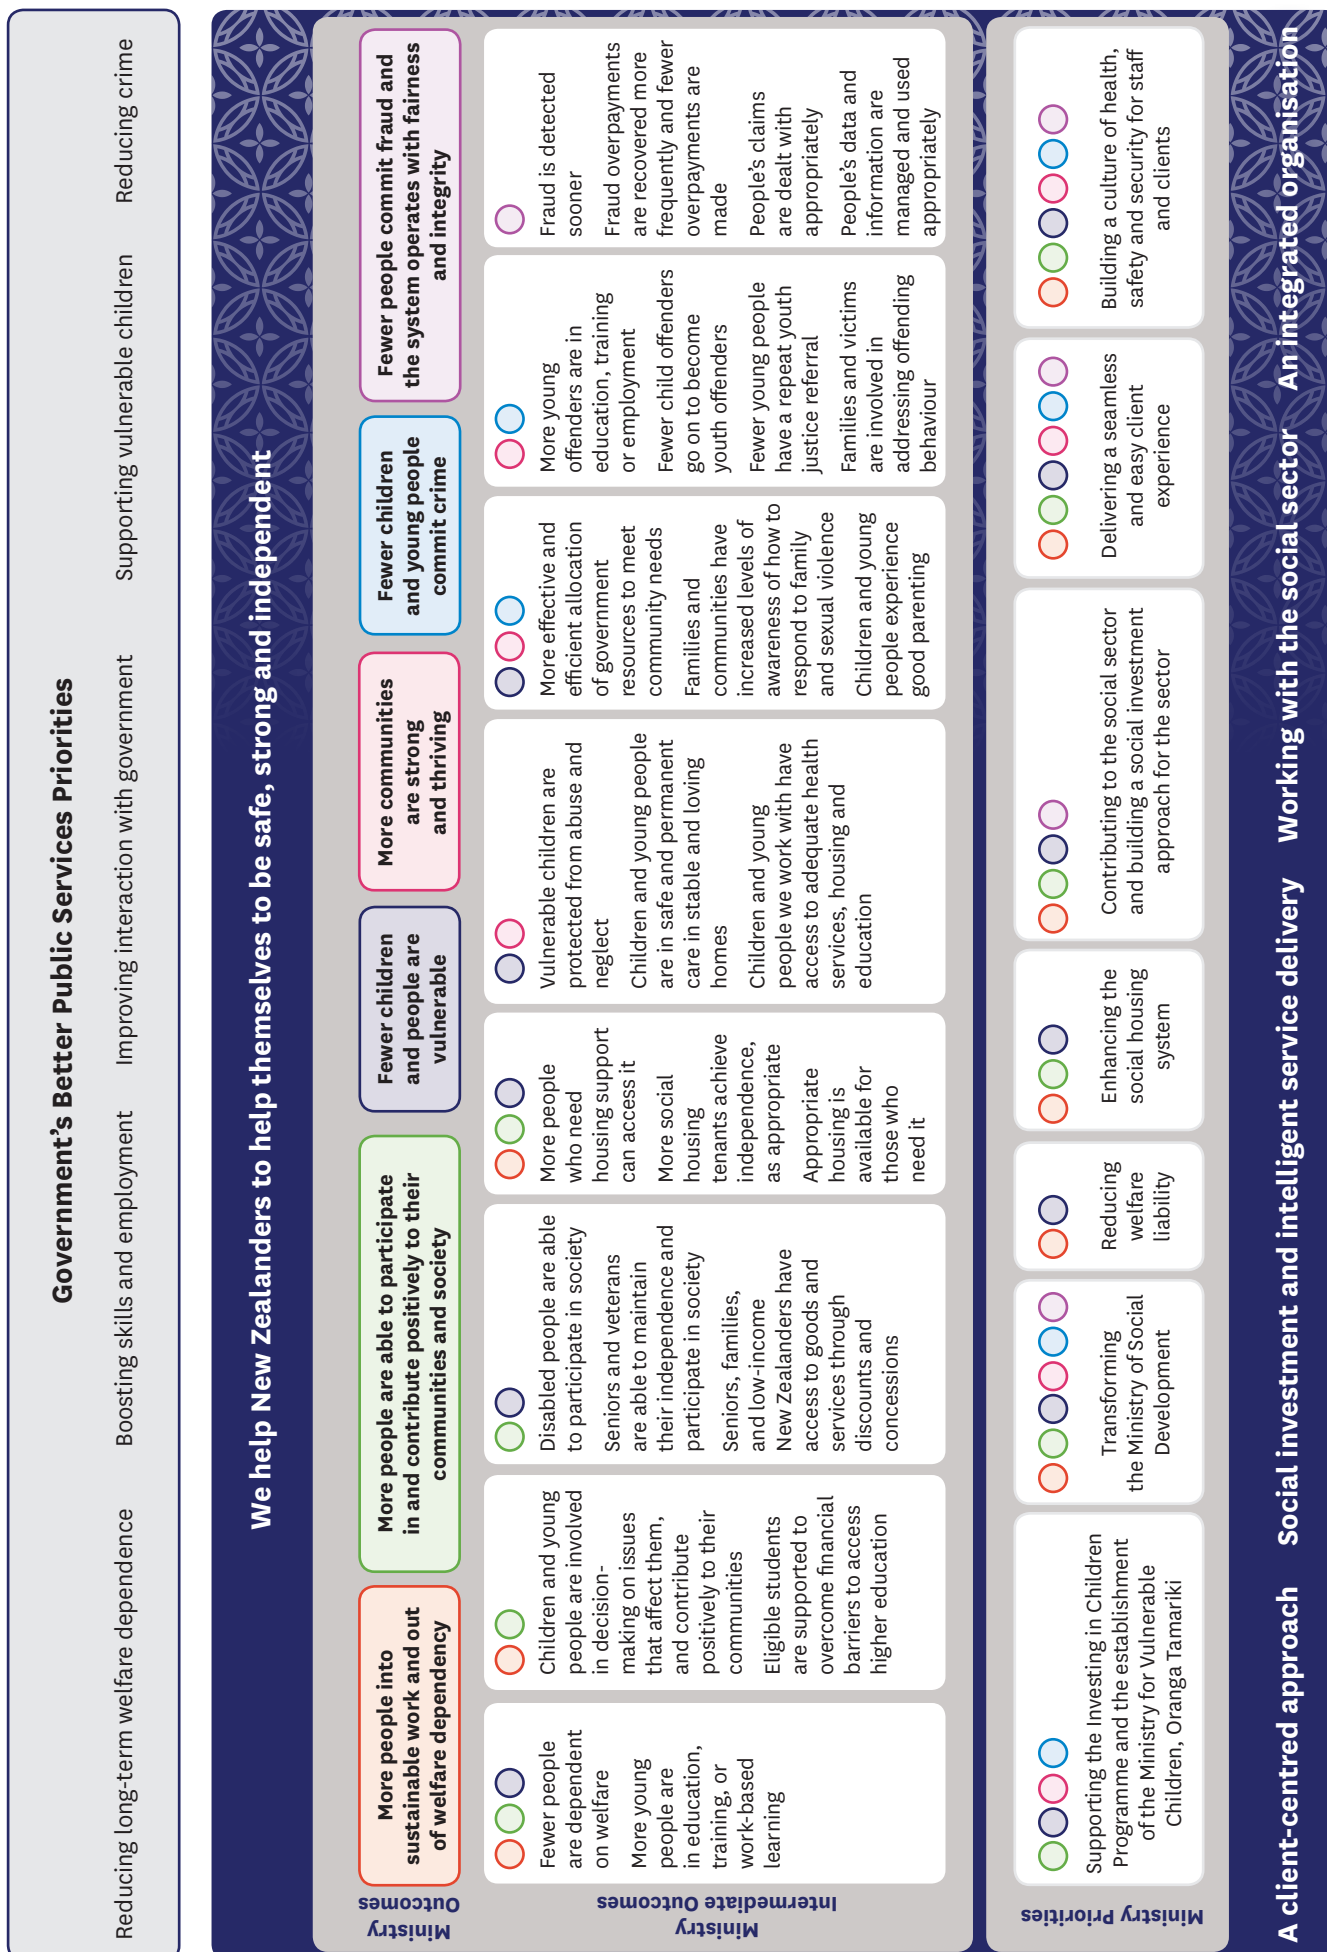 Government's Better Public Services Priorities
Reducing long-term welfare dependence
Boosting skills and employment
Improving interaction with government
Supporting vulnerable children
Reducing crime
We help New Zealanders to help themselves to be safe, strong and independent
Ministry
Outcomes
More people into
sustainable work and out
of welfare dependency
More people are able to participate
in and contribute positively to their
communities and society
Fewer children
and people are
vulnerable
More communities
are strong
and thriving
Fewer children
and young people
commit crime
Fewer people commit fraud and
the system operates with fairness
and integrity
Ministry
Intermediate Outcomes
Fewer people
are dependent
on welfare
More young
people are
in education,
training, or
work-based
learning
Children and young
people are involved
in decision-
making on issues
that affect them,
and contribute
positively to their
communities
Eligible students
are supported to
overcome financial
barriers to access
higher education
Disabled people are able
to participate in society
Seniors and veterans
are able to maintain
their independence and
participate in society
Seniors, families,
and low-income
New Zealanders have
access to goods and
services through
discounts and
concessions
More people
who need
housing support
can access it
More social
housing
tenants achieve
independence,
as appropriate
Appropriate
housing is
available for
those who
need it
Vulnerable children are
protected from abuse and
neglect
Children and young people
are in safe and permanent
care in stable and loving
homes
Children and young
people we work with have
access to adequate health
services, housing and
education
More effective and
efficient allocation
of government
resources to meet
community needs
Families and
communities have
increased levels of
awareness of how to
respond to family
and sexual violence
Children and young
people experience
good parenting
More young
offenders are in
education, training
or employment
Fewer child offenders
go on to become
youth offenders
Fewer young people
have a repeat youth
justice referral
Families and victims
are involved in
addressing offending
behaviour
Fraud is detected
sooner
Fraud overpayments
are recovered more
frequently and fewer
overpayments are
made
People's claims
are dealt with
appropriately
People's data and
information are
managed and used
appropriately
Ministry Priorities
Supporting the Investing in Children
Programme and the establishment
of the Ministry for Vulnerable
Children, Oranga Tamariki
Transforming
the Ministry of Social
Development
Reducing
welfare
liability
Enhancing the
social housing
system
Contributing to the social sector
and building a social investment
approach for the sector
Delivering a seamless
and easy client
experience
Building a culture of health,
safety and security for staff
and clients
A client-centred approach
Social investment and intelligent service delivery
Working with the social sector
An integrated organisation